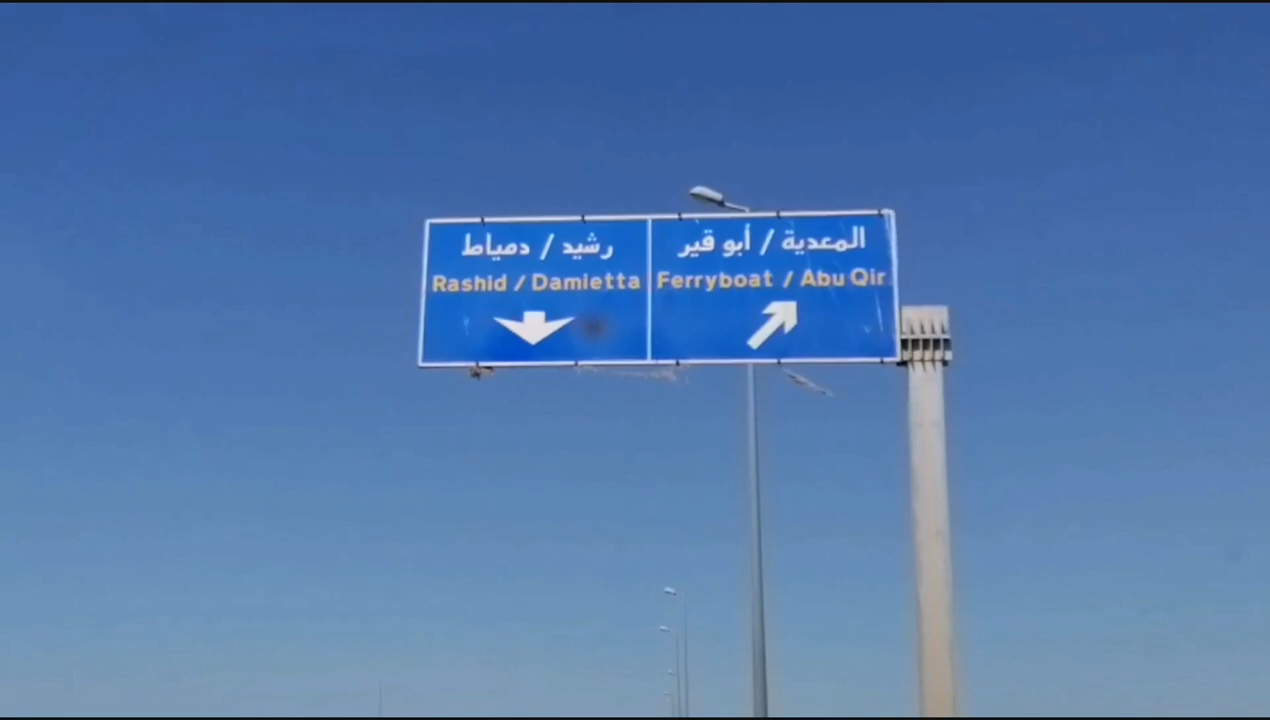 رشيد / دمياط
Rashid / Damietta
المعدية / أبو قير
Ferryboat / Abu Qir